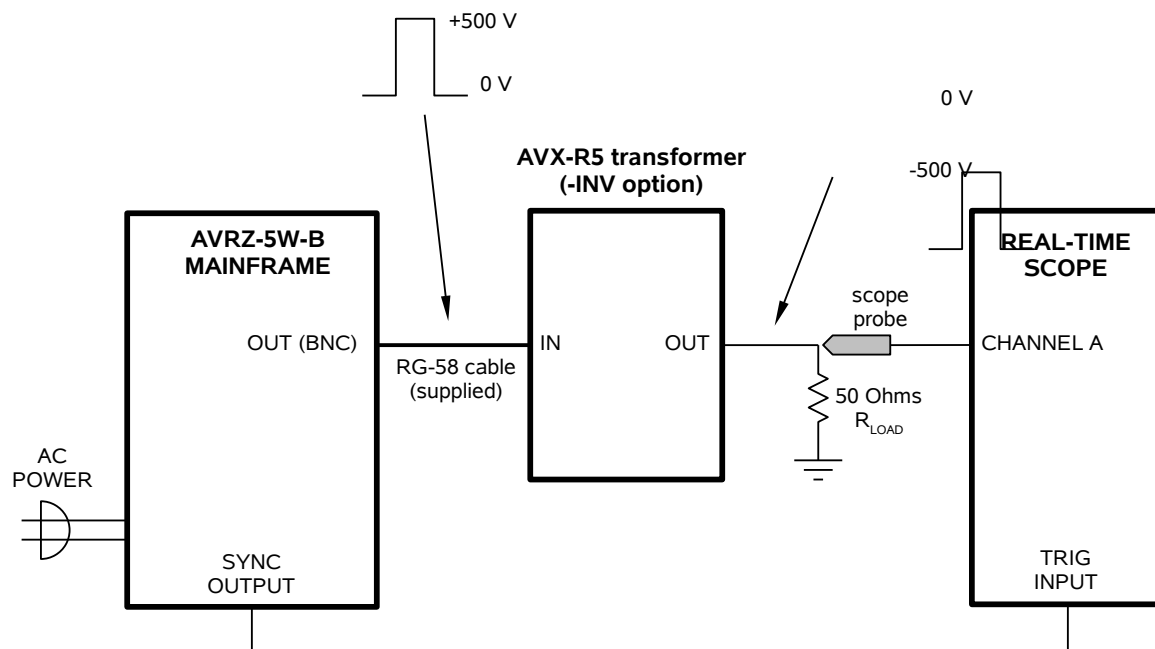 +500 V
0 V
0 V
-500 V
AVX-R5 transformer
(-INV option)
AVRZ-5W-B
MAINFRAME
REAL-TIME
SCOPE
scope
probe
OUT (BNC)
IN
OUT
CHANNEL A
RG-58 cable
(supplied)
50 Ohms
RLOAD
AC
POWER
SYNC
OUTPUT
TRIG
INPUT